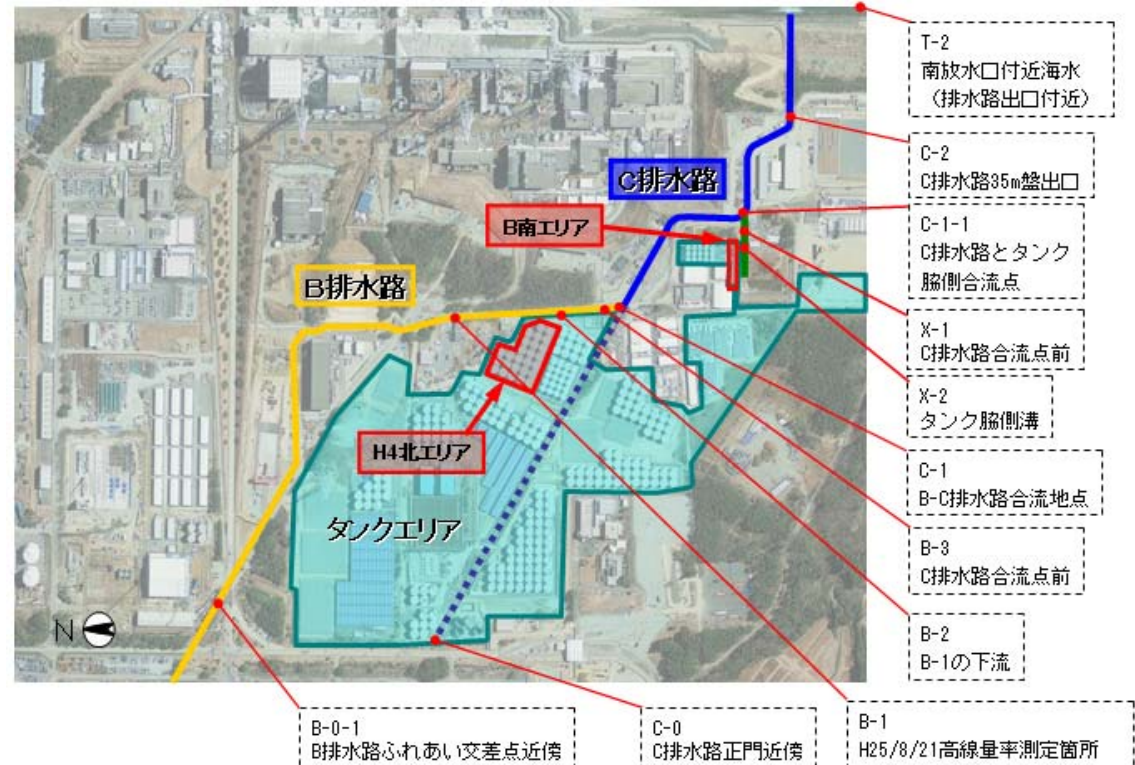 T-2
南放水口付近海水
（排水路出口付近）
C-2
C排水路35m盤出口
C排水路
C-1-1
C排水路とタンク
脇側合流点
B南エリア
B排水路
X-1
C排水路合流点前
X-2
タンク脇側溝
H4北エリア
C-1
B-C排水路合流地点
タンクエリア
B-3
C排水路合流点前
N
B-2
B-1の下流
B-0-1
B排水路ふれあい交差点近傍
C-0
C排水路正門近傍
B-1
H25/8/21高線量率測定箇所